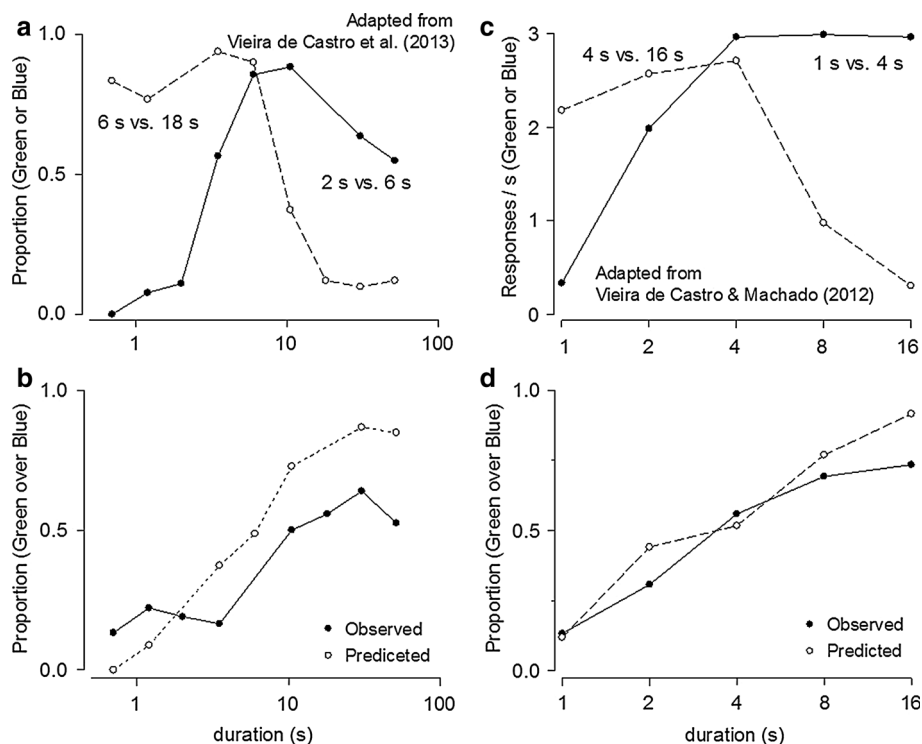 a
Adapted from
Vieira de Castro et al. (2013)
Proportion (Green or Blue)
1.0
0.5
0.0
6 s vs. 18 s
2 s vs. 6 s
1
10
100
c
Responses / s (Green or Blue)
3
2
1
0
4 s vs. 16 s
1 s vs. 4 s
Adapted from
Vieira de Castro & Machado (2012)
1
2
4
8
16
b
Proportion (Green over Blue)
1.0
0.5
0.0
Observed
Prediceted
1
10
100
duration (s)
d
Proportion (Green over Blue)
1.0
0.5
0.0
Observed
Predicted
1
2
4
8
16
duration (s)